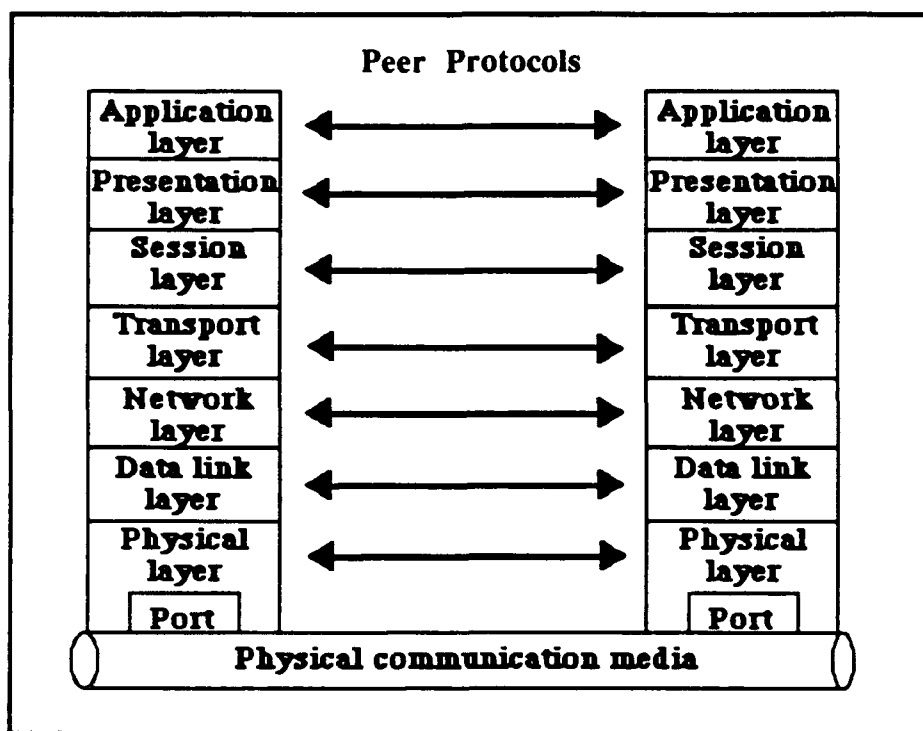 Peer Protocols
Application
layer
Application
layer
Presentation
layer
Presentation
layer
Session
layer
Session
layer
Transport
layer
Transport
layer
Network
layer
Network
layer
Data link
layer
Data link
layer
Physical
layer
Physical
layer
Port
Port
Physical communication media